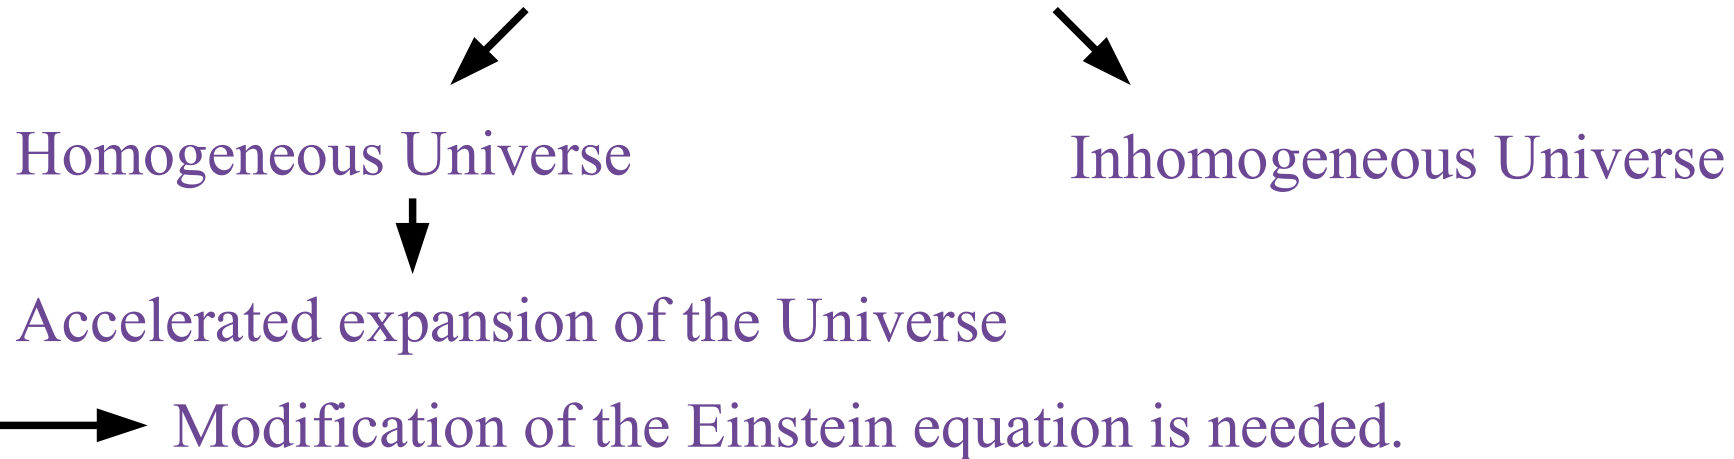 Homogeneous Universe
Inhomogeneous Universe
Accelerated expansion of the Universe
Modification of the Einstein equation is needed.